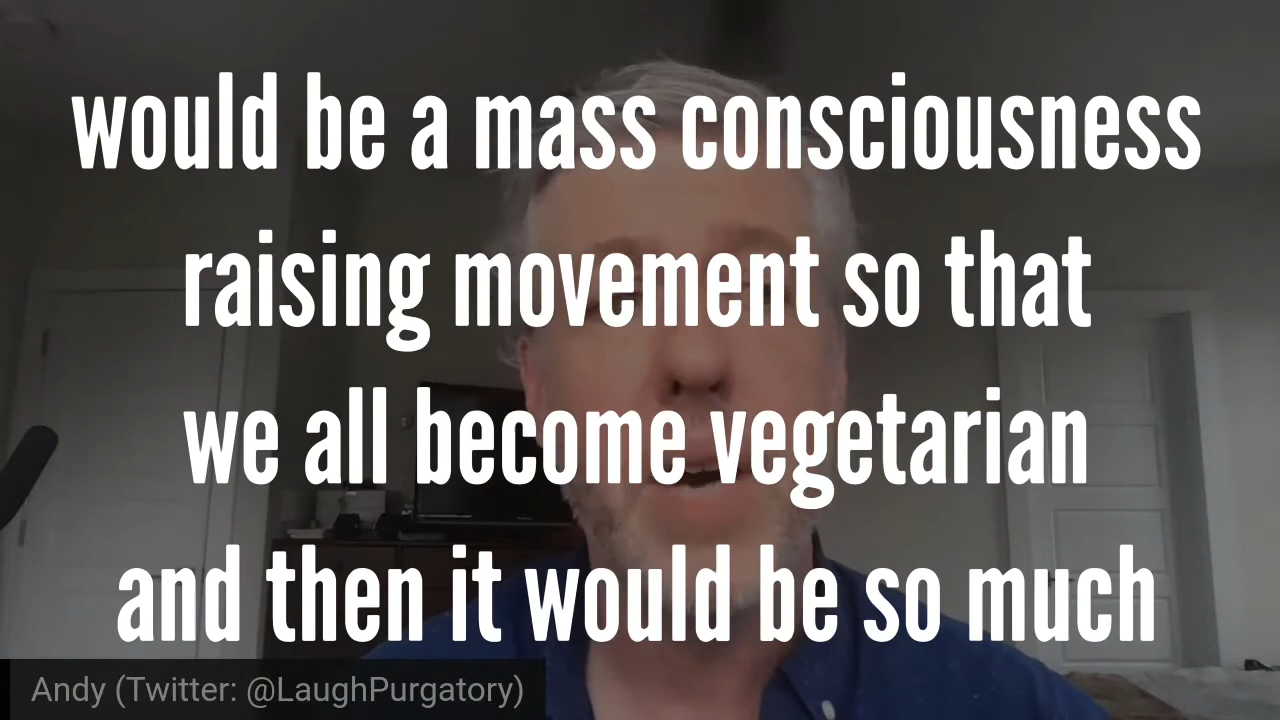 would be a mass consciousness
raising movement so that
we all become vegetarian
and then it would be so much
Andy (Twitter: @LaughPurgatory)